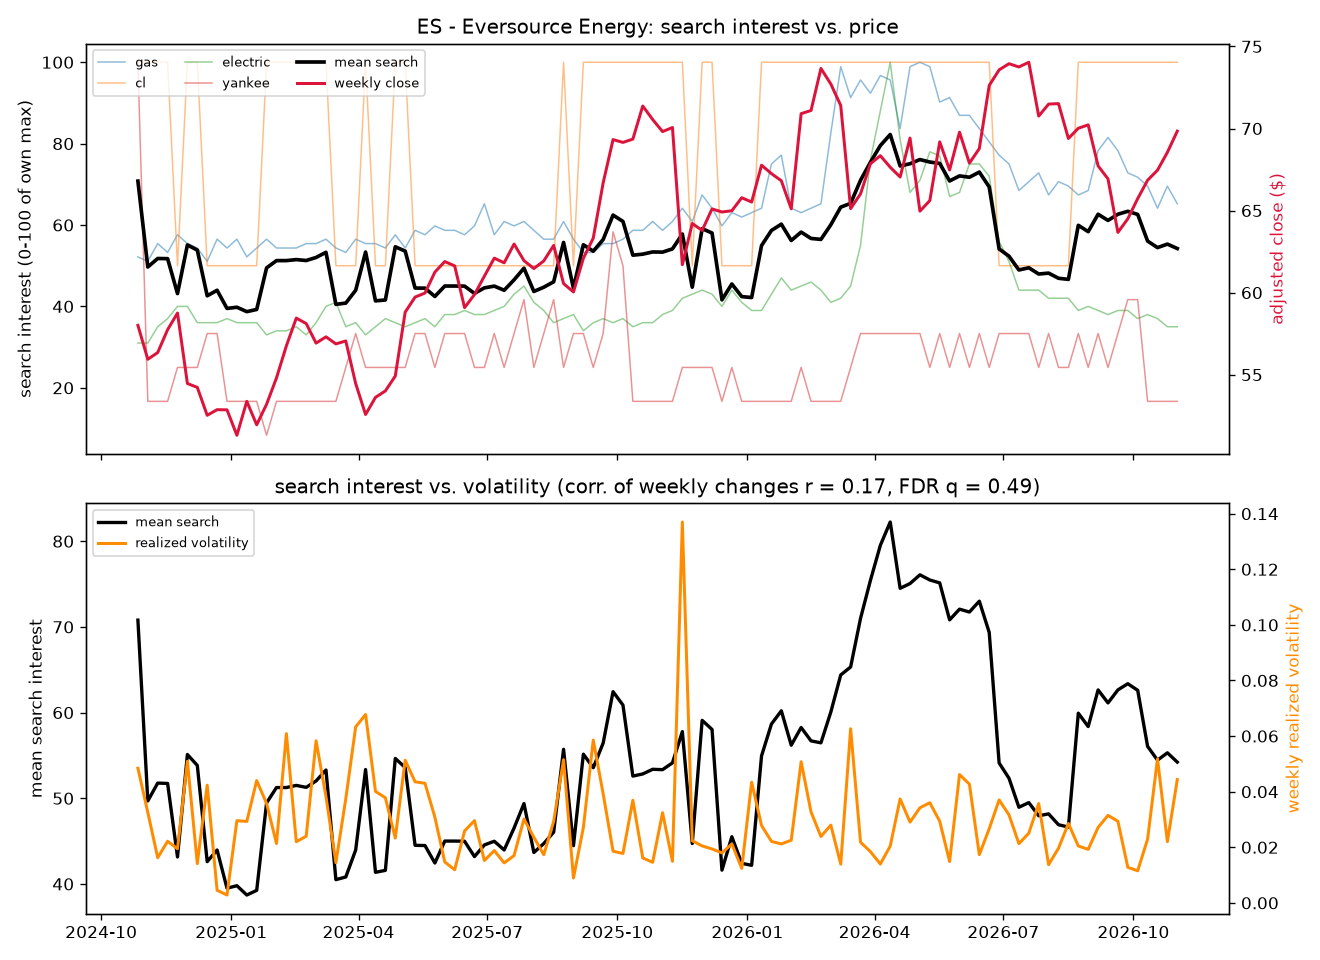 ES - Eversource Energy: search interest vs. price
gas
cl
electric
yankee
mean search
weekly close
search interest (0-100 of own max)
100
80
60
40
20
75
70
65
60
55
adjusted close ($)
search interest vs. volatility (corr. of weekly changes r = 0.17, FDR q = 0.49)
mean search
realized volatility
mean search interest
80
70
60
50
40
0.14
0.12
0.10
0.08
0.06
0.04
0.02
0.00
weekly realized volatility
2024-10
2025-01
2025-04
2025-07
2025-10
2026-01
2026-04
2026-07
2026-10